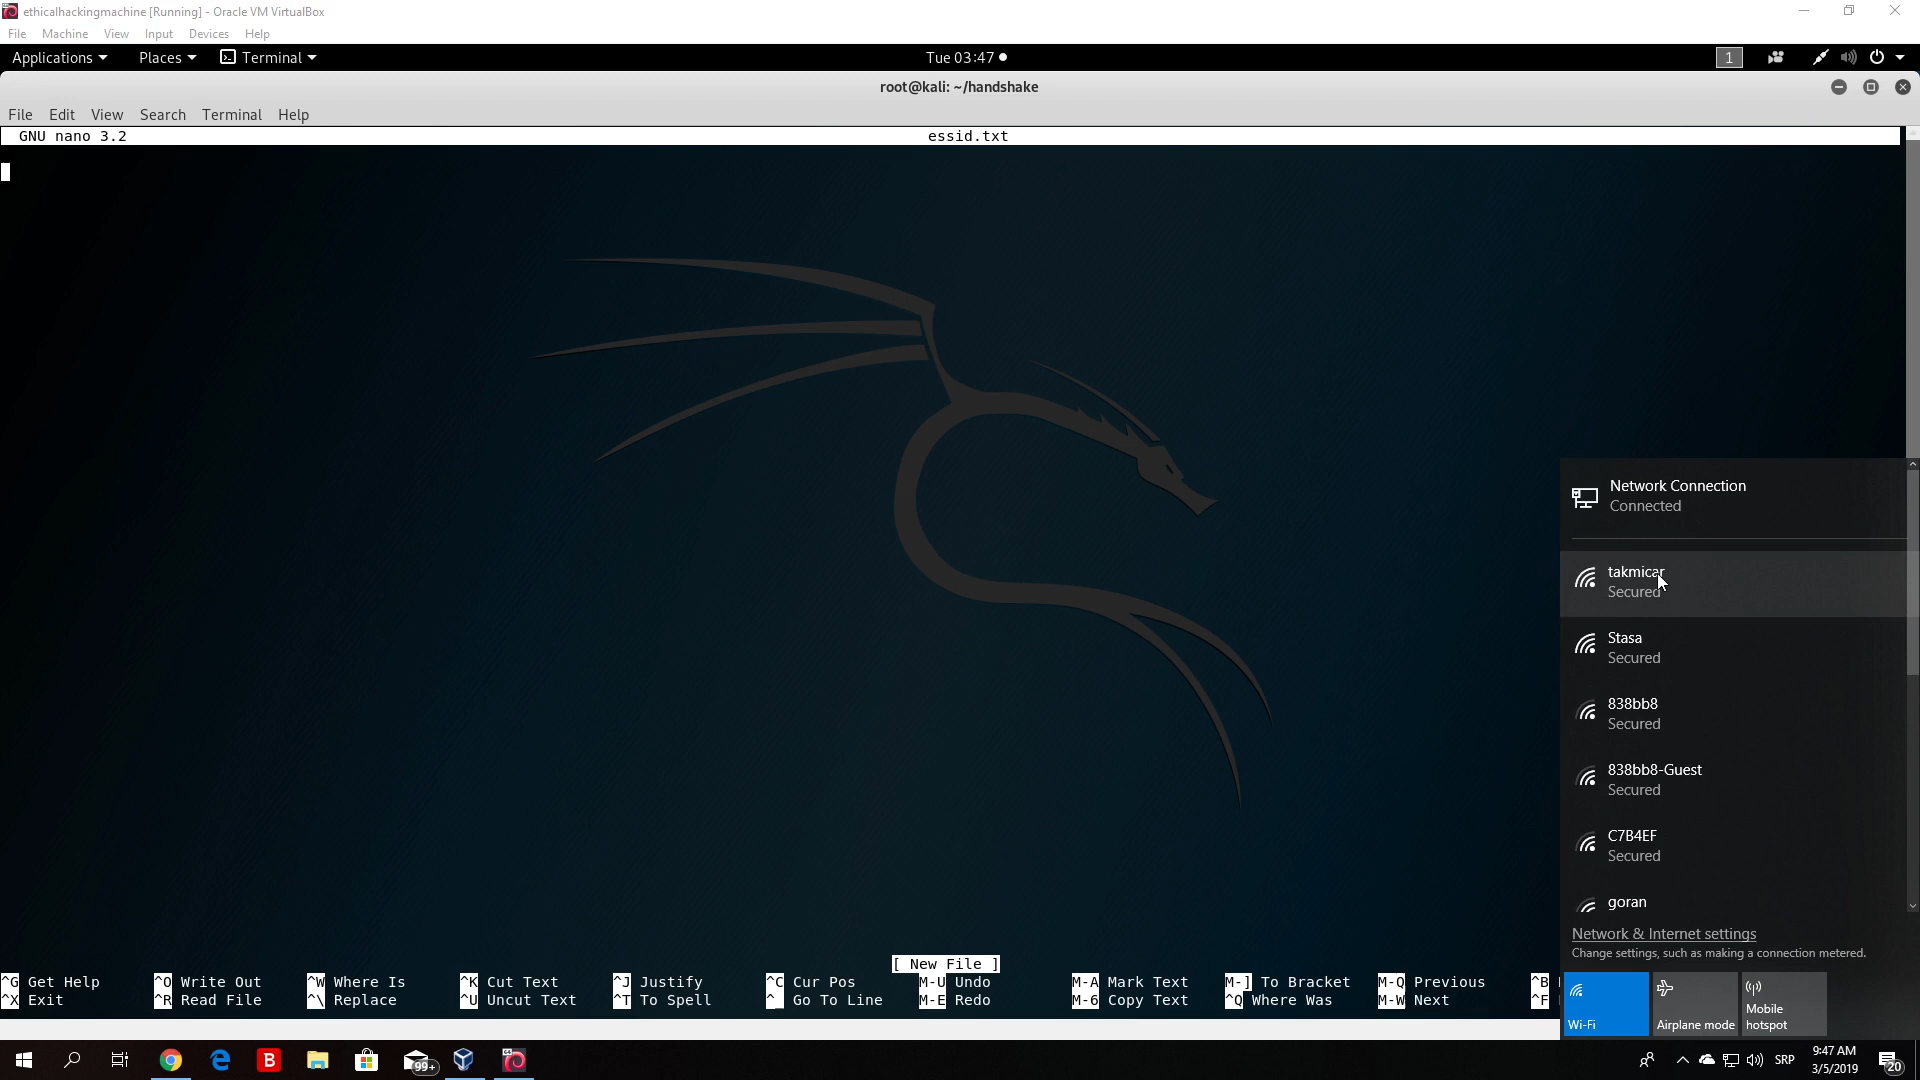 ethicalhackingmachine [Running] - Oracle VM VirtualBox
File Machine View Input Devices Help
Applications Places Terminal Tue 03:47 1
root@kali: ~/handshake
File Edit View Search Terminal Help
GNU nano 3.2 essid.txt
Network Connection
Connected
takmicar
Secured
Stasa
Secured
838bb8
Secured
838bb8-Guest
Secured
C7B4EF
Secured
goran
Network & Internet settings
Change settings, such as making a connection metered.
[ New File ]
^G Get Help ^O Write Out ^W Where Is ^K Cut Text ^J Justify ^C Cur Pos M-U Undo M-A Mark Text M-] To Bracket M-Q Previous ^B
^X Exit ^R Read File ^\ Replace ^U Uncut Text ^T To Spell ^_ Go To Line M-E Redo M-6 Copy Text ^Q Where Was M-W Next ^F
Wi-Fi
Airplane mode
Mobile
hotspot
99+
SRP
9:47 AM
3/5/2019
20